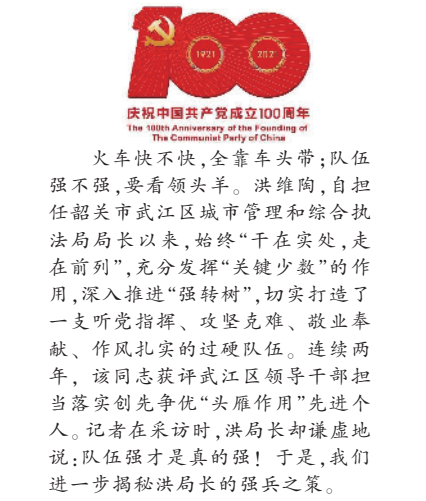 100
1921
2021
庆祝中国共产党成立100周年
The 100th Anniversary of the Founding of
The Communist Party of China
火车快不快,全靠车头带;队伍
强不强,要看领头羊。洪维陶,自担
任韶关市武江区城市管理和综合执
法局局长以来,始终“干在实处,走
在前列”,充分发挥“关键少数”的作
用,深入推进“强转树”,切实打造了
一支听党指挥、攻坚克难、敬业奉
献、作风扎实的过硬队伍。连续两
年，该同志获评武江区领导干部担
当落实创先争优“头雁作用”先进个
人。记者在采访时,洪局长却谦虚地
说:队伍强才是真的强！于是,我们
进一步揭秘洪局长的强兵之策。